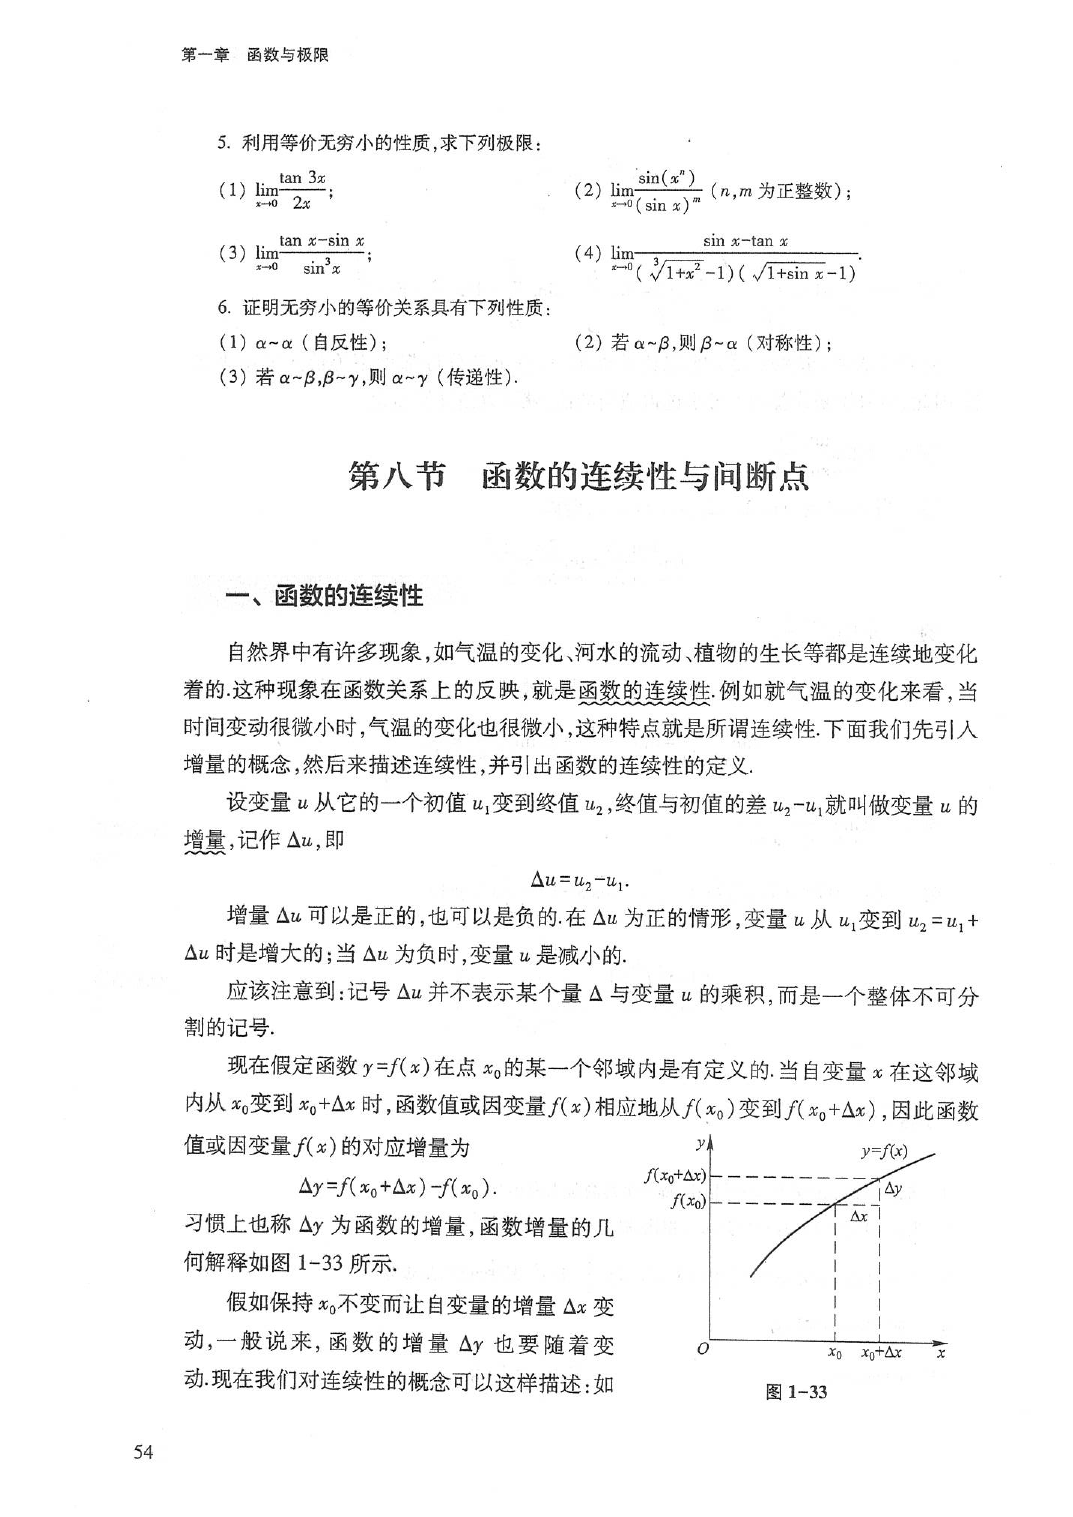 第一章 函数与极限
5. 利用等价无穷小的性质,求下列极限:
(1) lim_{x→0} \frac{tan 3x}{2x};
(2) lim_{x→0} \frac{sin(x^n)}{(sin x)^m} (n,m 为正整数);
(3) lim_{x→0} \frac{tan x-sin x}{sin^3 x};
(4) lim_{x→0} \frac{sin x-tan x}{(\sqrt[3]{1+x^2}-1)(\sqrt{1+sin x}-1)}.
6. 证明无穷小的等价关系具有下列性质:
(1) α~α (自反性);
(2) 若 α~β,则 β~α (对称性);
(3) 若 α~β,β~γ,则 α~γ (传递性).
第八节 函数的连续性与间断点
一、函数的连续性
自然界中有许多现象,如气温的变化、河水的流动、植物的生长等都是连续地变化
着的.这种现象在函数关系上的反映,就是函数的连续性.例如就气温的变化来看,当
时间变动很微小时,气温的变化也很微小,这种特点就是所谓连续性.下面我们先引入
增量的概念,然后来描述连续性,并引出函数的连续性的定义.
设变量 u 从它的一个初值 u₁变到终值 u₂,终值与初值的差 u₂-u₁就叫做变量 u 的
增量,记作 Δu,即
Δu=u₂-u₁.
增量 Δu 可以是正的,也可以是负的.在 Δu 为正的情形,变量 u 从 u₁变到 u₂=u₁+
Δu 时是增大的;当 Δu 为负时,变量 u 是减小的.
应该注意到:记号 Δu 并不表示某个量 Δ 与变量 u 的乘积,而是一个整体不可分
割的记号.
现在假定函数 y=f(x)在点 x₀的某一个邻域内是有定义的.当自变量 x 在这邻域
内从 x₀变到 x₀+Δx 时,函数值或因变量 f(x)相应地从 f(x₀)变到 f(x₀+Δx),因此函数
值或因变量 f(x)的对应增量为
Δy=f(x₀+Δx)-f(x₀).
习惯上也称 Δy 为函数的增量,函数增量的几
何解释如图 1-33 所示.
假如保持 x₀不变而让自变量的增量 Δx 变
动,一般说来,函数的增量 Δy 也要随着变
动.现在我们对连续性的概念可以这样描述:如
y
y=f(x)
f(x₀+Δx)
Δy
f(x₀)
Δx
O
x₀
x₀+Δx
x
图 1-33
54